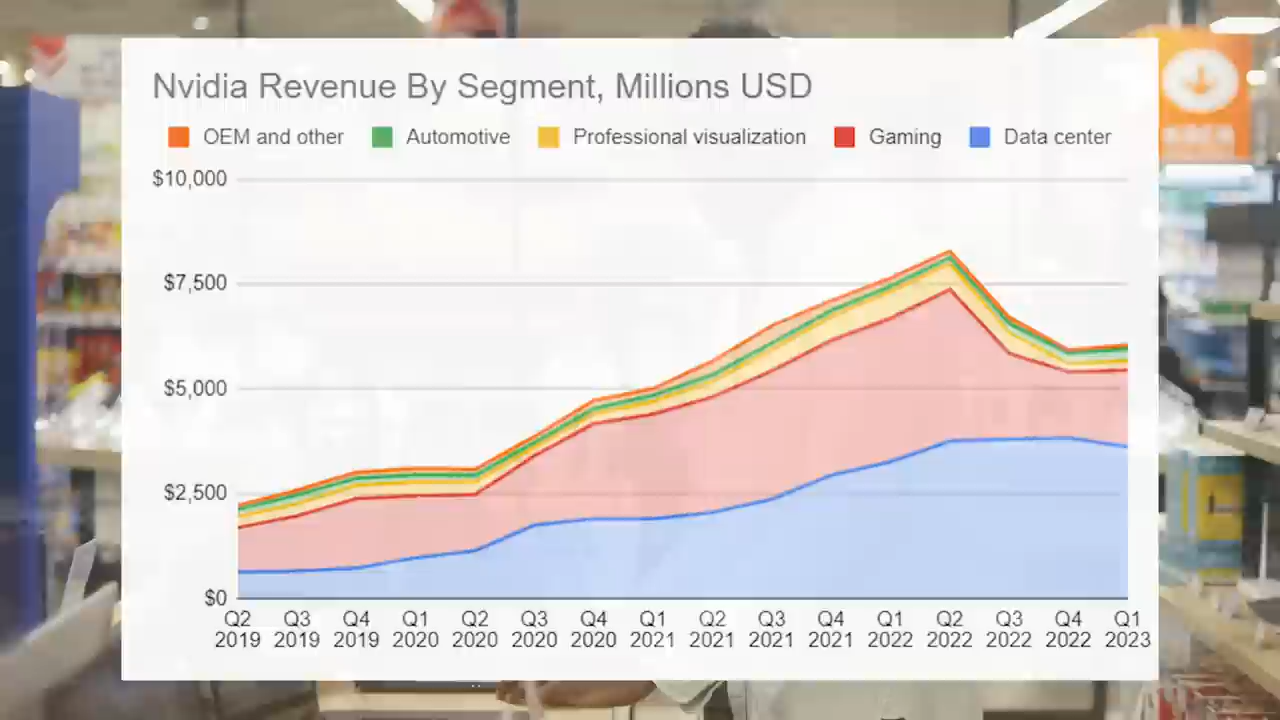 Nvidia Revenue By Segment, Millions USD
OEM and other Automotive Professional visualization Gaming Data center
$10,000
$7,500
$5,000
$2,500
$0
Q2 Q3 Q4 Q1 Q2 Q3 Q4 Q1 Q2 Q3 Q4 Q1 Q2 Q3 Q4 Q1
2019 2019 2019 2020 2020 2020 2020 2021 2021 2021 2021 2022 2022 2022 2022 2023